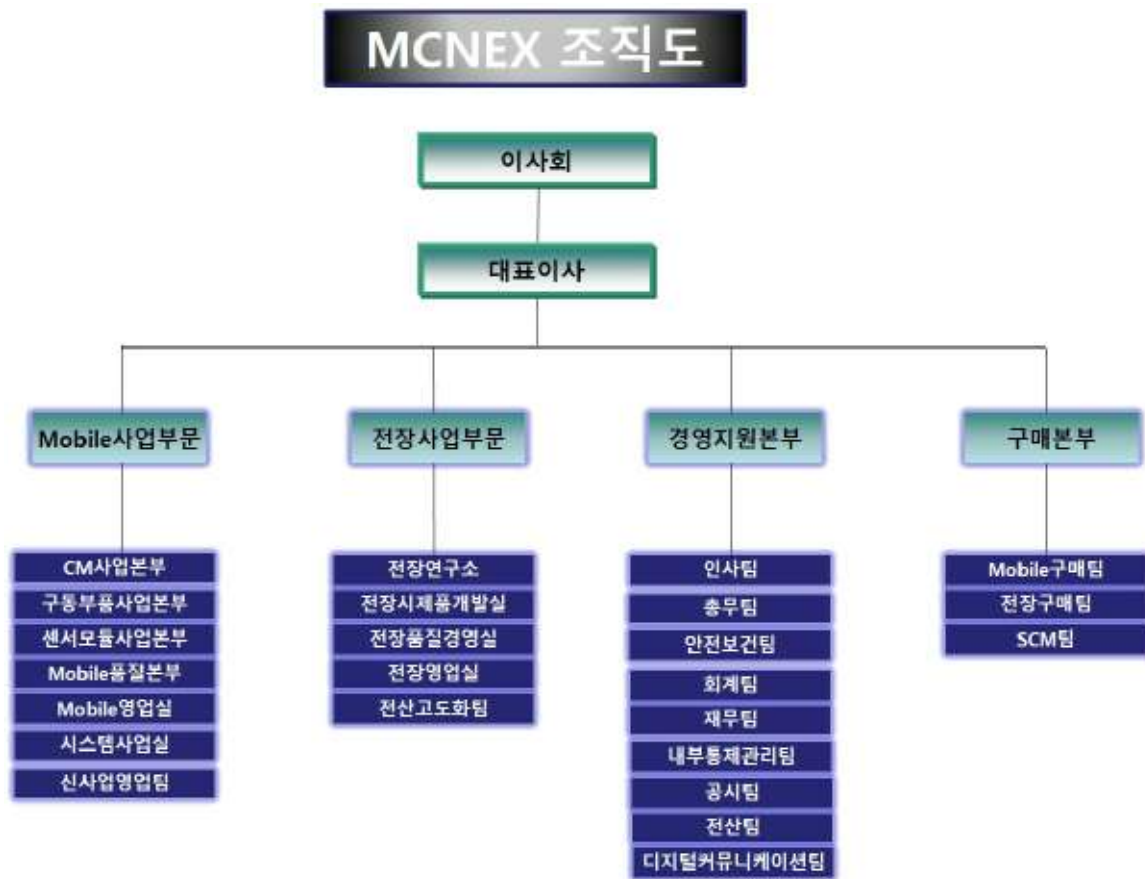 MCNEX 조직도
이사회
대표이사
Mobile사업부문
전장사업부문
경영지원본부
구매본부
CM사업본부
구동부품사업본부
센서모듈사업본부
Mobile품질본부
Mobile영업실
시스템사업실
신사업영업팀
전장연구소
전장시제품개발실
전장품질경영실
전장영업실
전산고도화팀
인사팀
총무팀
안전보건팀
회계팀
재무팀
내부통제관리팀
공시팀
전산팀
디지털커뮤니케이션팀
Mobile구매팀
전장구매팀
SCM팀